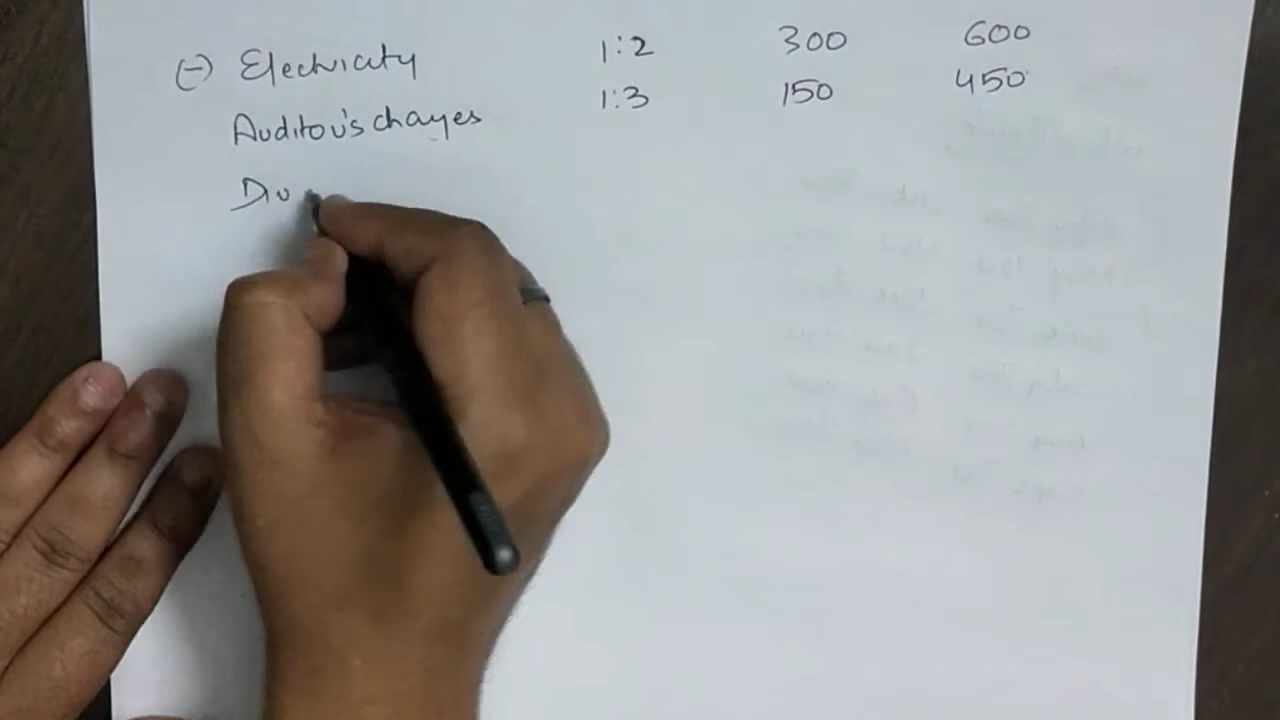 (-) Electricity 1:2 300 600
Auditor's charges 1:3 150 450